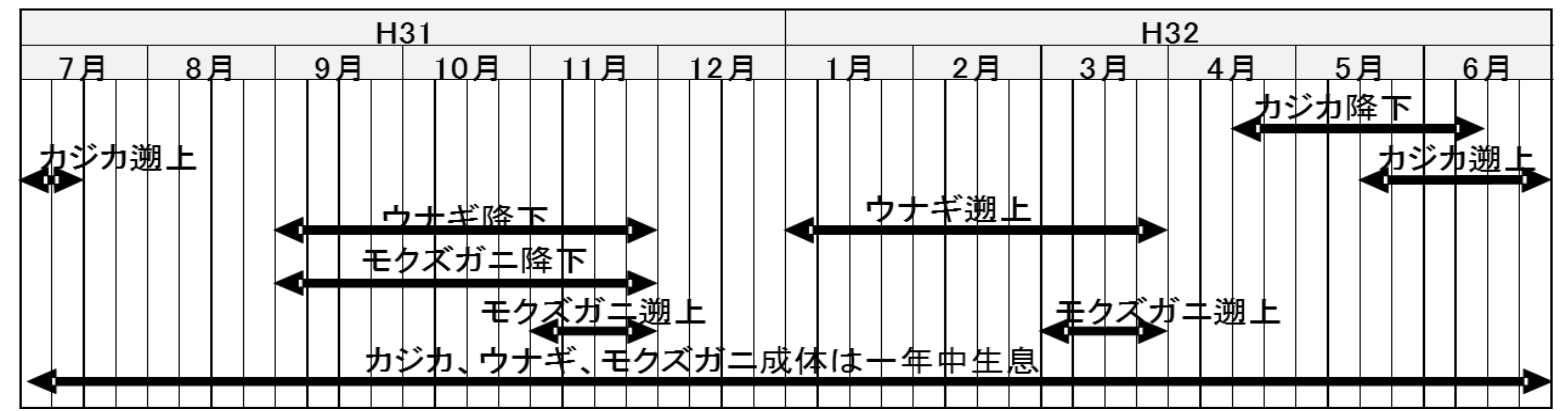 H31 H32
7月 8月 9月 10月 11月 12月 1月 2月 3月 4月 5月 6月
カジカ降下
カジカ遡上 カジカ遡上
ウナギ降下 ウナギ遡上
モクズガニ降下
モクズガニ遡上 モクズガニ遡上
カジカ、ウナギ、モクズガニ成体は一年中生息